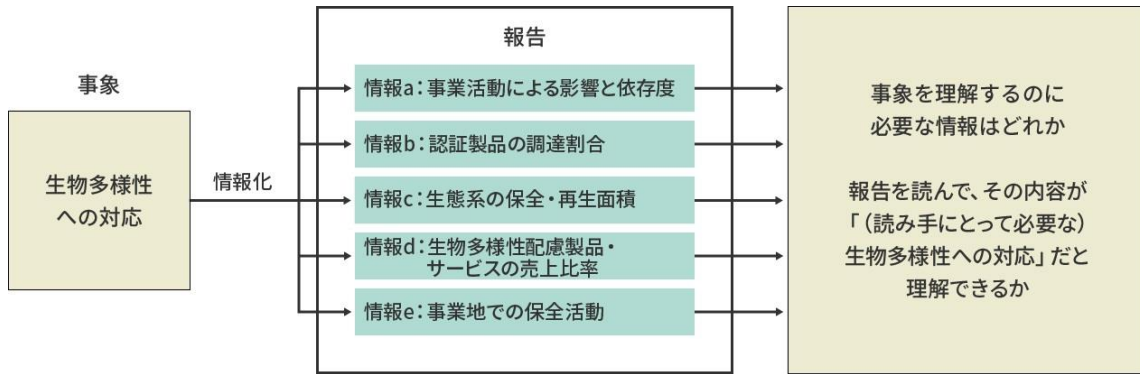 事象
生物多様性
への対応
情報化
報告
情報a:事業活動による影響と依存度
情報b:認証製品の調達割合
情報c:生態系の保全・再生面積
情報d:生物多様性配慮製品・
サービスの売上比率
情報e:事業地での保全活動
事象を理解するのに
必要な情報はどれか
報告を読んで、その内容が
「(読み手にとって必要な)
生物多様性への対応」だと
理解できるか